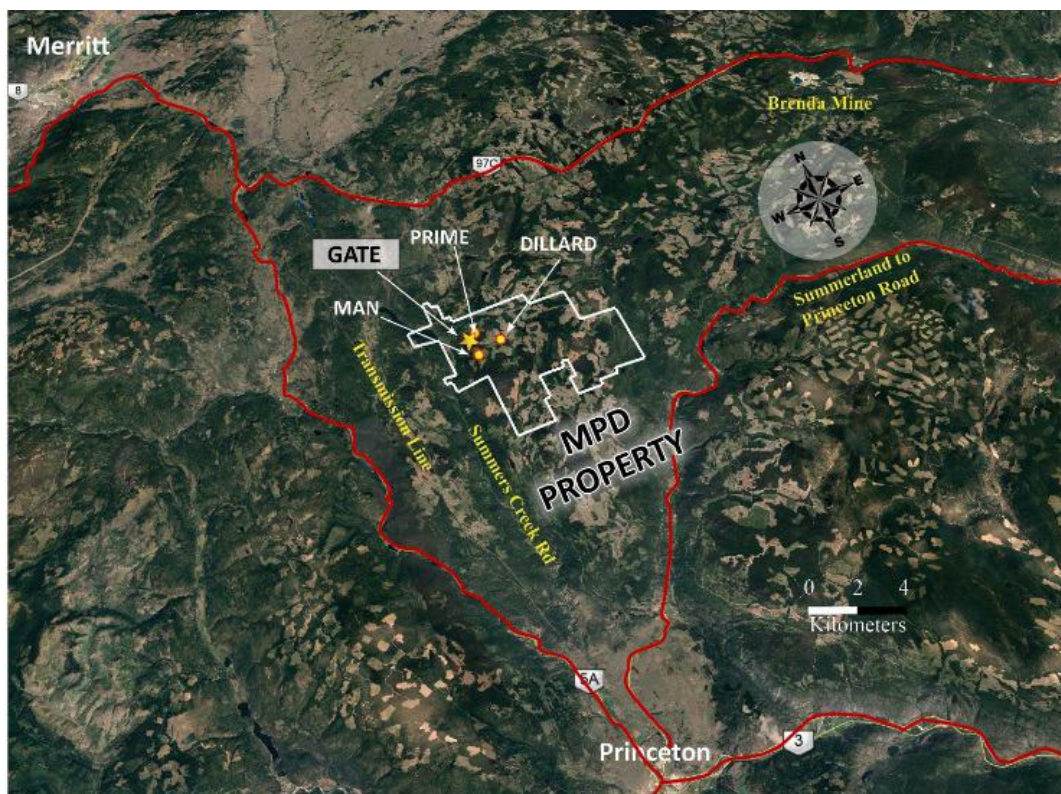 Merritt
8
Brenda Mine
97C
N
E
W
S
PRIME
DILLARD
GATE
MAN
Summerland to
Princeton Road
Transmission Line
Summers Creek Rd
MPD
PROPERTY
0 2 4
Kilometers
5A
Princeton
3